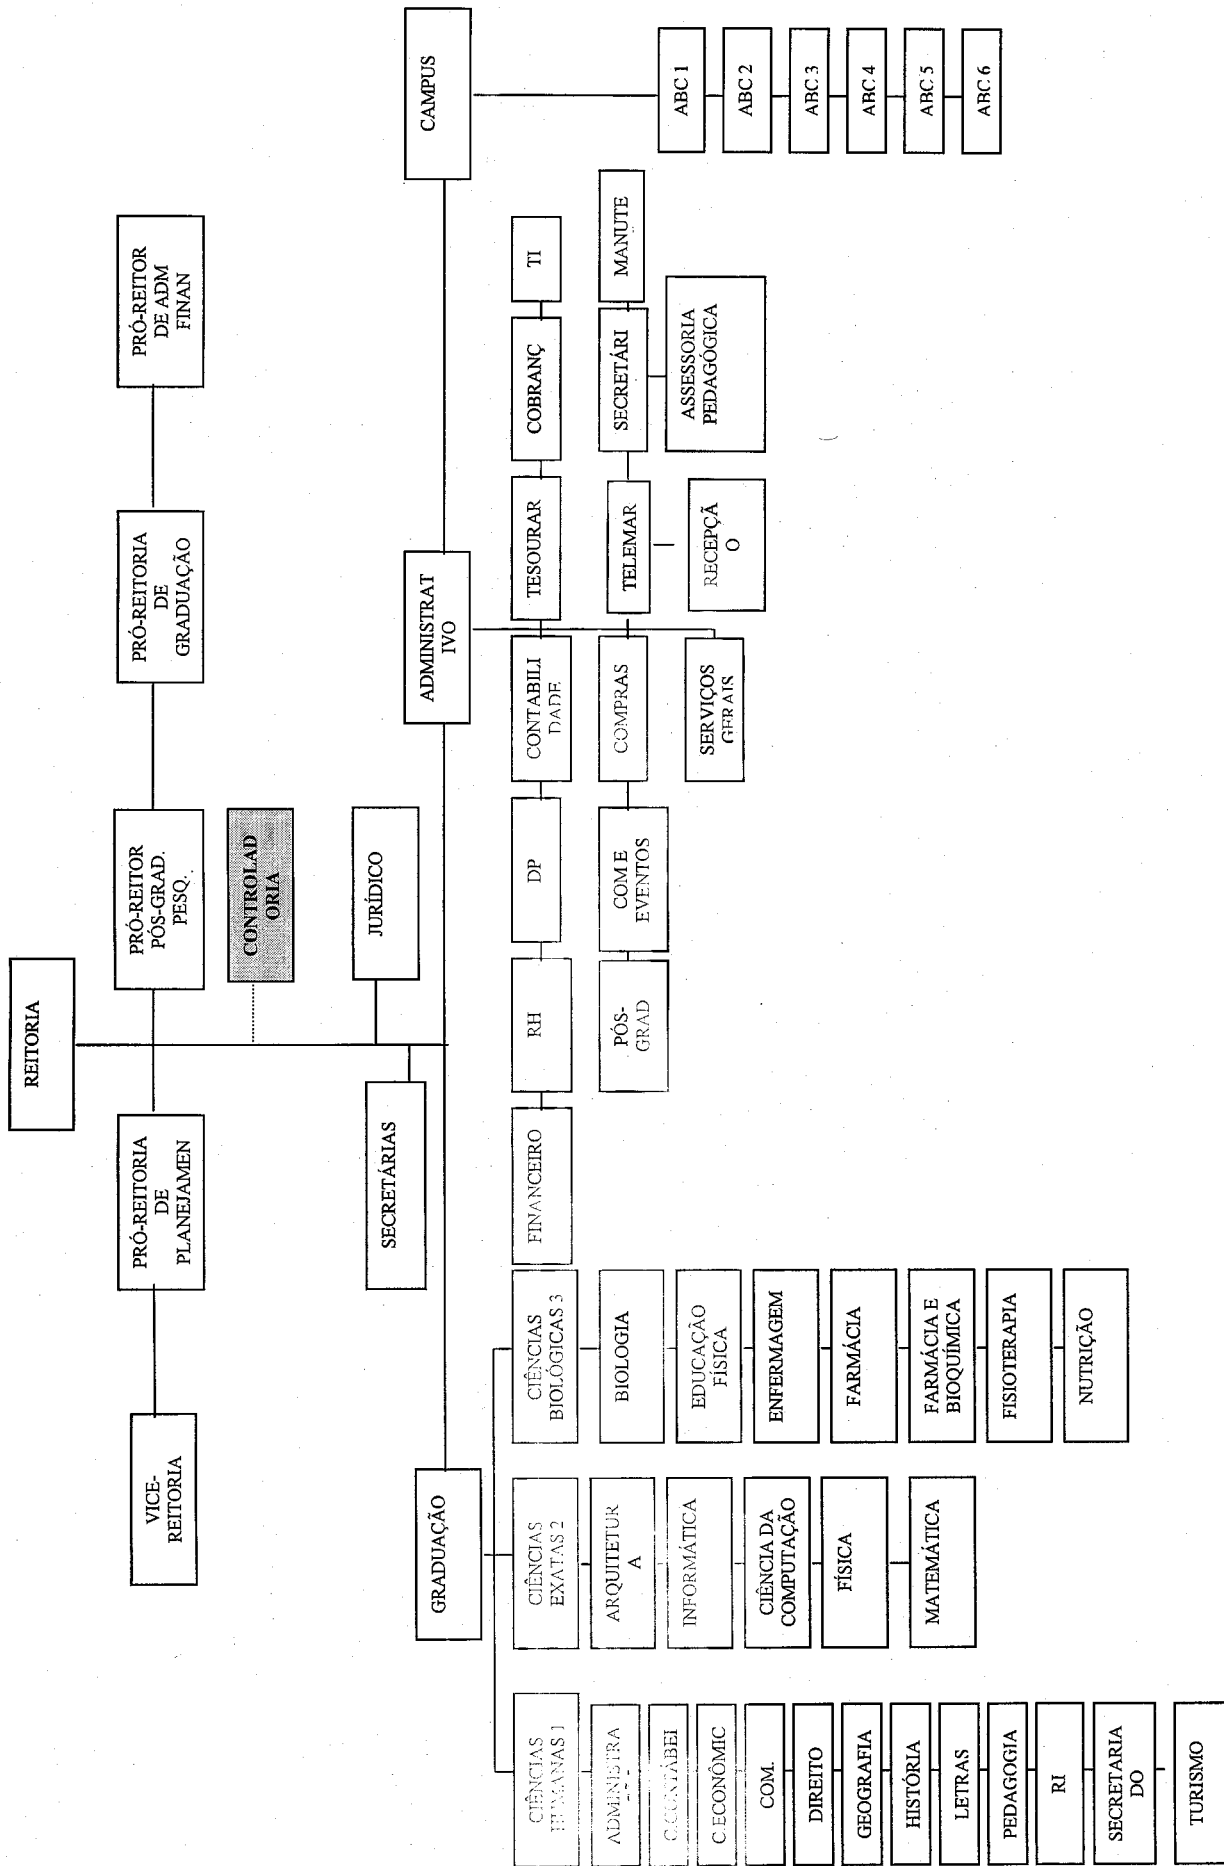 REITORIA
VICE-
REITORIA
PRÓ-REITORIA
DE
PLANEJAMEN
PRÓ-REITOR
PÓS-GRAD.
PESQ.
PRÓ-REITORIA
DE
GRADUAÇÃO
PRÓ-REITOR
DE ADM
FINAN
CONTROLAD
ORIA
JURÍDICO
SECRETÁRIAS
GRADUAÇÃO
ADMINISTRAT
IVO
CAMPUS
CIÊNCIAS
HUMANAS 1
ADMINISTRA
C.CONTÁBEI
C.ECONÔMIC
COM.
DIREITO
GEOGRAFIA
HISTÓRIA
LETRAS
PEDAGOGIA
RI
SECRETARIA
DO
TURISMO
CIÊNCIAS
EXATAS 2
ARQUITETUR
A
INFORMÁTICA
CIÊNCIA DA
COMPUTAÇÃO
FÍSICA
MATEMÁTICA
CIÊNCIAS
BIOLÓGICAS 3
BIOLOGIA
EDUCAÇÃO
FÍSICA
ENFERMAGEM
FARMÁCIA
FARMÁCIA E
BIOQUÍMICA
FISIOTERAPIA
NUTRIÇÃO
FINANCEIRO
RH
DP
CONTABILI
DADE
TESOURAR
COBRANÇ
TI
PÓS-
GRAD
COM E
EVENTOS
COMPRAS
TELEMAR
SECRETÁRI
MANUTE
SERVIÇOS
GERAIS
RECEPÇÃ
O
ASSESSORIA
PEDAGÓGICA
ABC 1
ABC 2
ABC 3
ABC 4
ABC 5
ABC 6